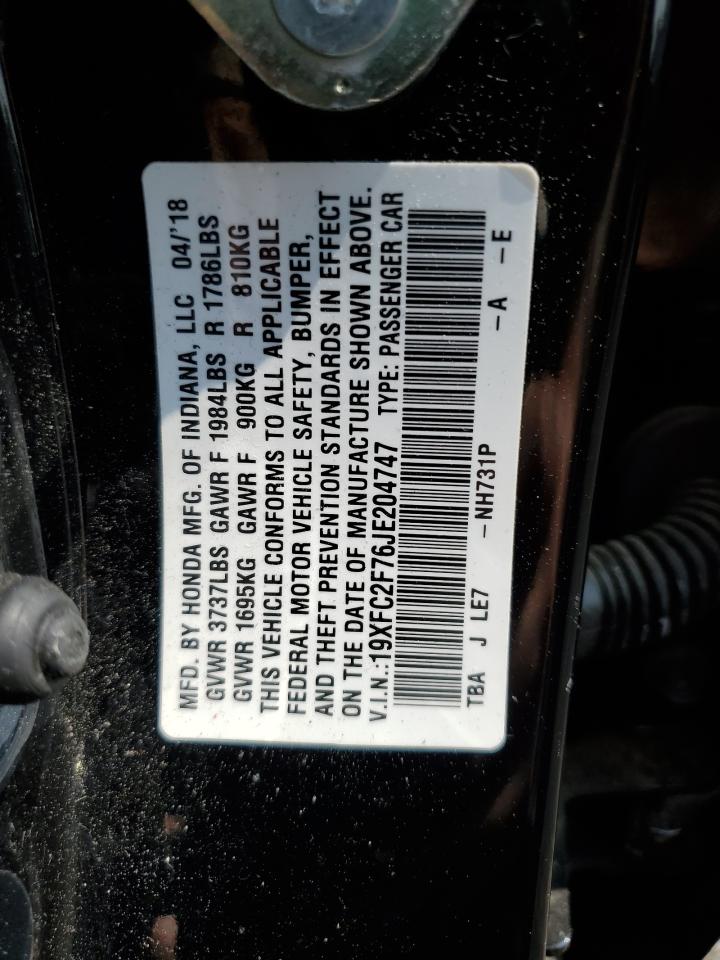 MFD. BY HONDA MFG. OF INDIANA, LLC 04/'18
GVWR 3737LBS GAWR F 1984LBS R 1786LBS
GVWR 1695KG GAWR F 900KG R 810KG
THIS VEHICLE CONFORMS TO ALL APPLICABLE
FEDERAL MOTOR VEHICLE SAFETY, BUMPER,
AND THEFT PREVENTION STANDARDS IN EFFECT
ON THE DATE OF MANUFACTURE SHOWN ABOVE.
V.I.N.:19XFC2F76JE204747 TYPE: PASSENGER CAR
TBA J LE7 -NH731P -A -E